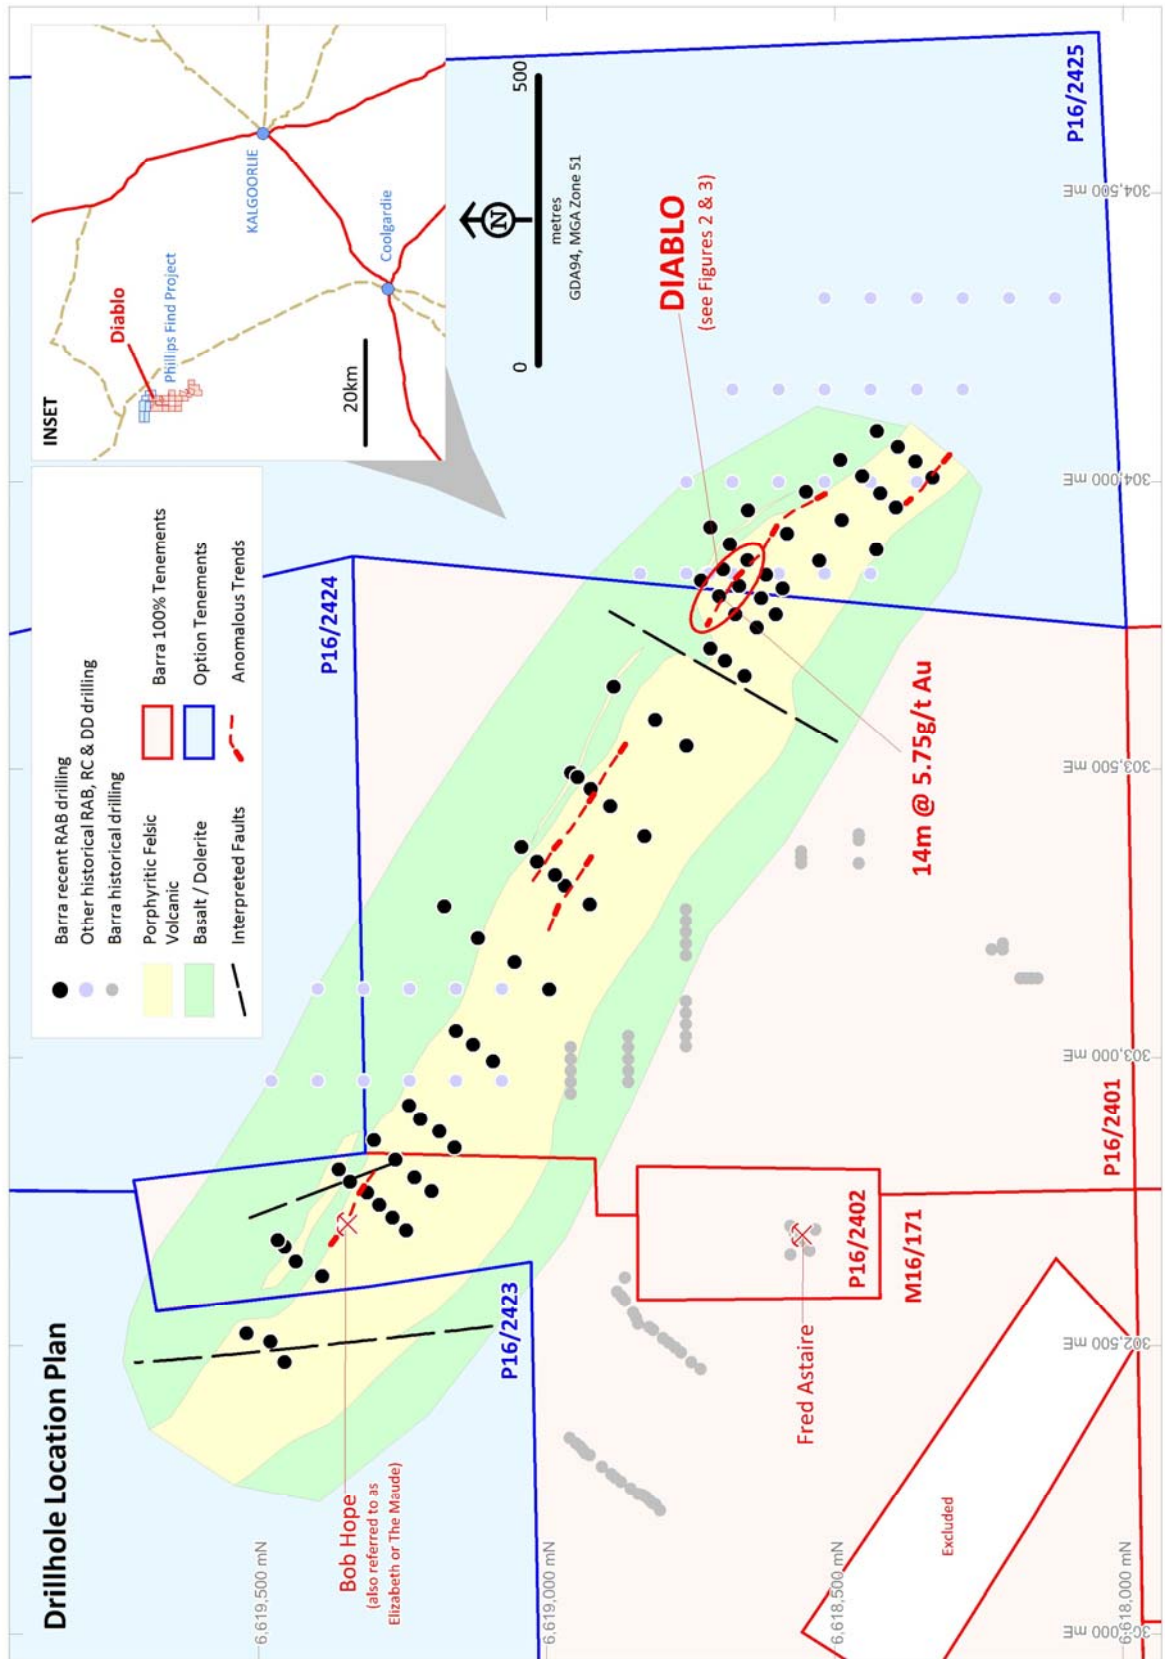 Drillhole Location Plan
Barra recent RAB drilling
Other historical RAB, RC & DD drilling
Barra historical drilling
Porphyritic Felsic
Volcanic
Basalt / Dolerite
Interpreted Faults
Barra 100% Tenements
Option Tenements
Anomalous Trends
INSET
Diablo
Phillips Find Project
KALGOORLIE
Coolgardie
20km
0
500
metres
GDA94, MGA Zone 51
N
P16/2424
P16/2423
P16/2425
P16/2401
P16/2402
M16/171
DIABLO
(see Figures 2 & 3)
14m @ 5.75g/t Au
Bob Hope
(also referred to as
Elizabeth or The Maude)
Fred Astaire
Excluded
6,619,500 mN
6,619,000 mN
6,618,500 mN
6,618,000 mN
302,500 mE
303,000 mE
303,500 mE
304,000 mE
304,500 mE